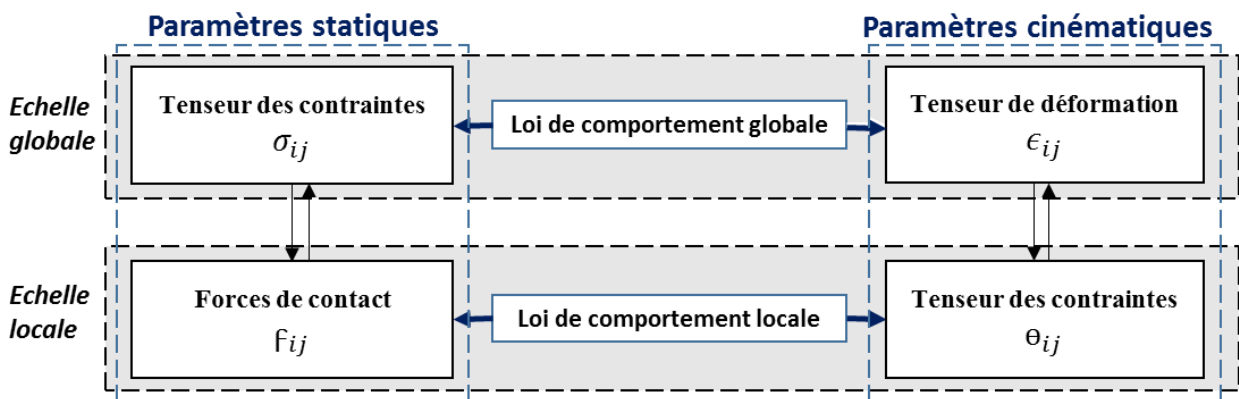 Paramètres statiques
Paramètres cinématiques
Echelle
globale
Tenseur des contraintes
σij
Loi de comportement globale
Tenseur de déformation
ϵij
Echelle
locale
Forces de contact
Fij
Loi de comportement locale
Tenseur des contraintes
ɵij